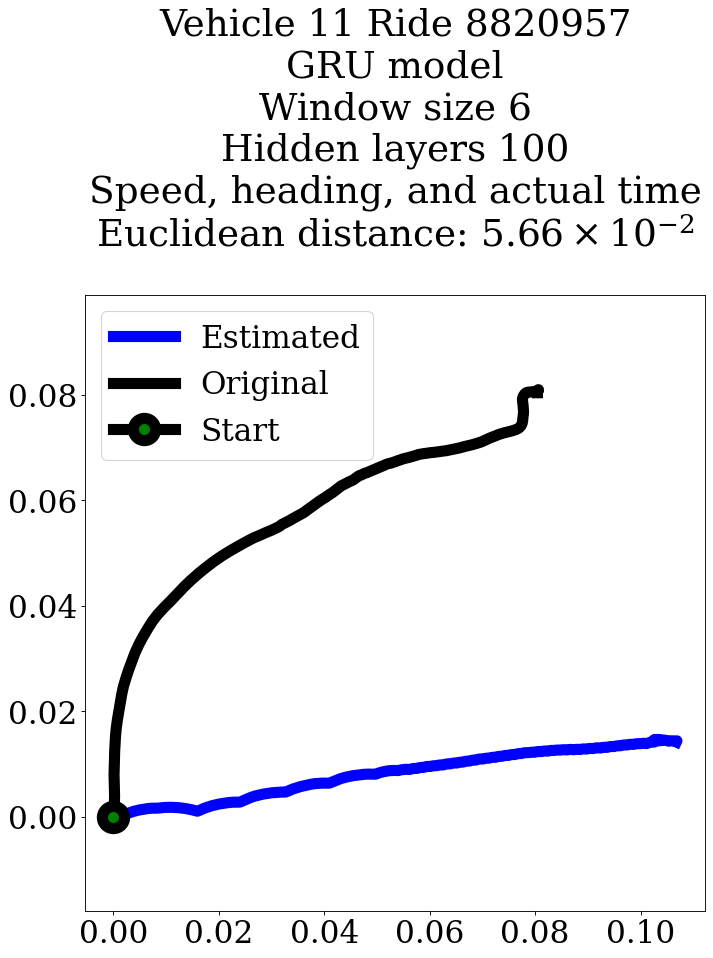 Vehicle 11 Ride 8820957
GRU model
Window size 6
Hidden layers 100
Speed, heading, and actual time
Euclidean distance: 5.66 × 10⁻²
Estimated
Original
Start
0.08
0.06
0.04
0.02
0.00
0.00 0.02 0.04 0.06 0.08 0.10